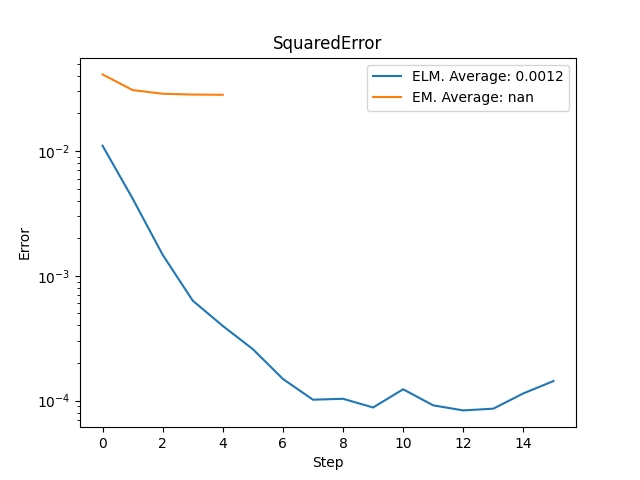 SquaredError
ELM. Average: 0.0012
EM. Average: nan
Error
10⁻²
10⁻³
10⁻⁴
0 2 4 6 8 10 12 14
Step